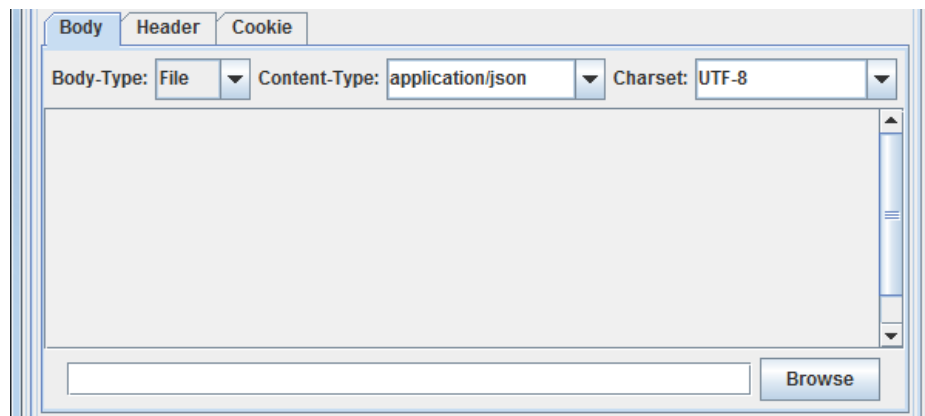 Body Header Cookie
Body-Type: File Content-Type: application/json Charset: UTF-8
Browse